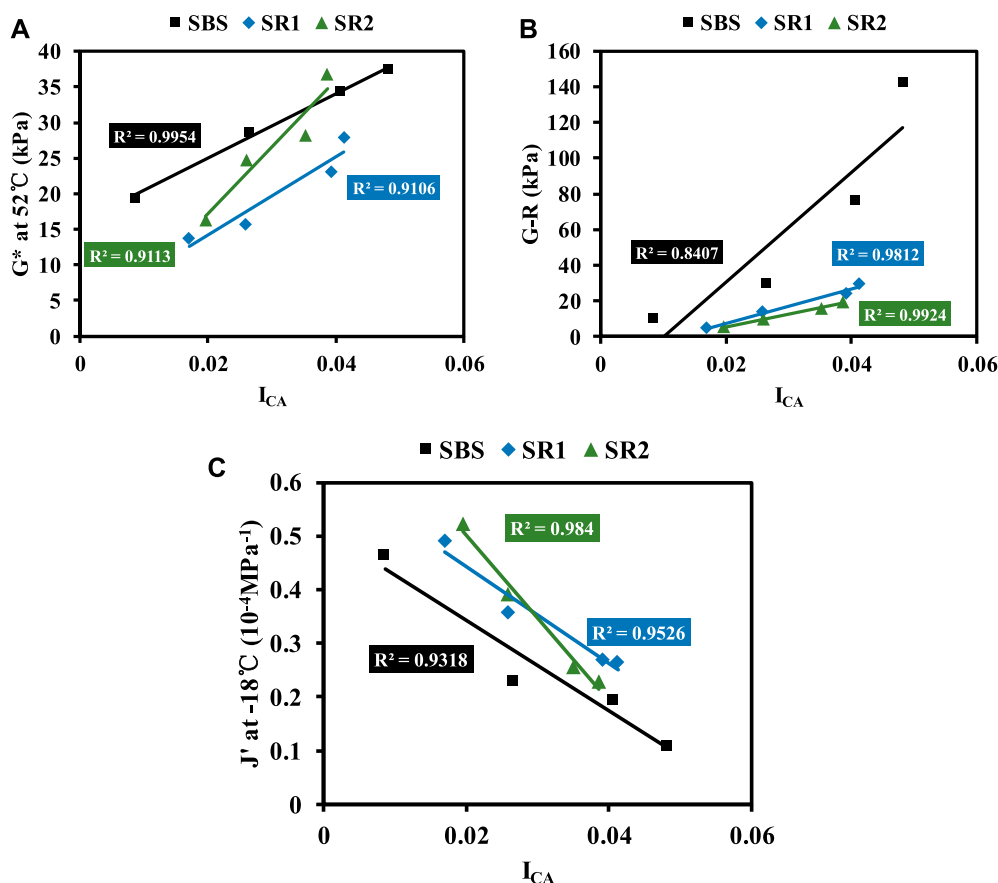 A
SBS SR1 SR2
G* at 52℃ (kPa)
40
35
30
25
20
15
10
5
0
R² = 0.9954
R² = 0.9106
R² = 0.9113
0 0.02 0.04 0.06
I_CA
B
SBS SR1 SR2
G-R (kPa)
160
140
120
100
80
60
40
20
0
R² = 0.8407
R² = 0.9812
R² = 0.9924
0 0.02 0.04 0.06
I_CA
C
SBS SR1 SR2
J' at -18℃ (10⁻⁴MPa⁻¹)
0.6
0.5
0.4
0.3
0.2
0.1
0
R² = 0.984
R² = 0.9526
R² = 0.9318
0 0.02 0.04 0.06
I_CA